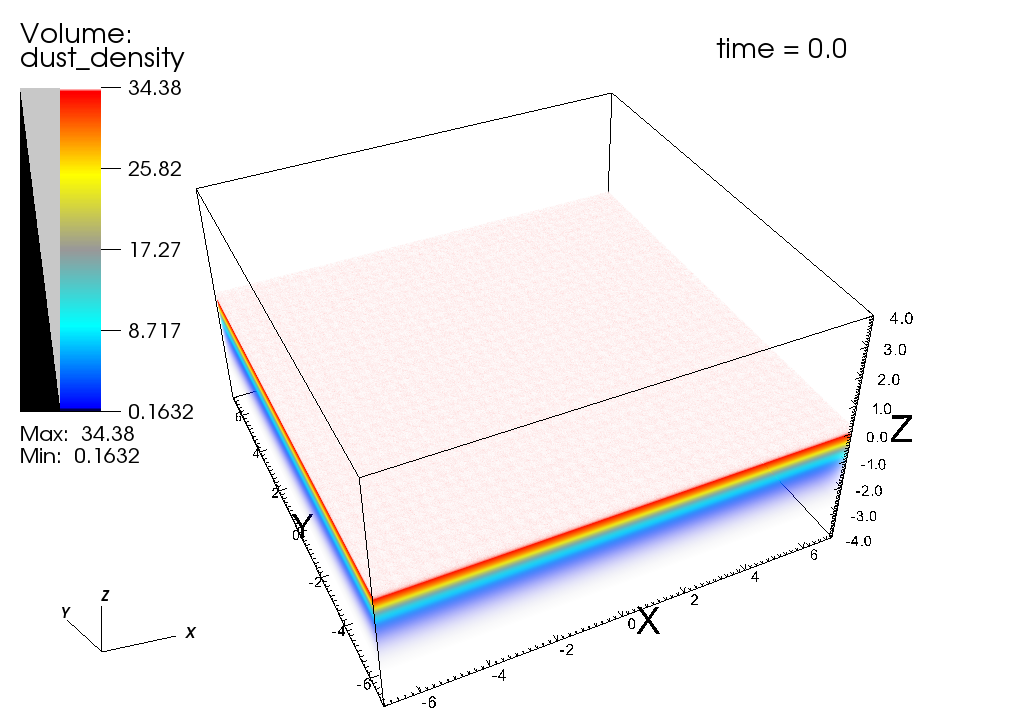 Volume:
dust_density
time = 0.0
34.38
25.82
17.27
8.717
0.1632
Max: 34.38
Min: 0.1632
4.0
3.0
2.0
1.0
0.0
-1.0
-2.0
-3.0
-4.0
Z
6
4
2
0
-2
-4
-6
Y
-6
-4
-2
0
2
4
6
X
Z
Y
X